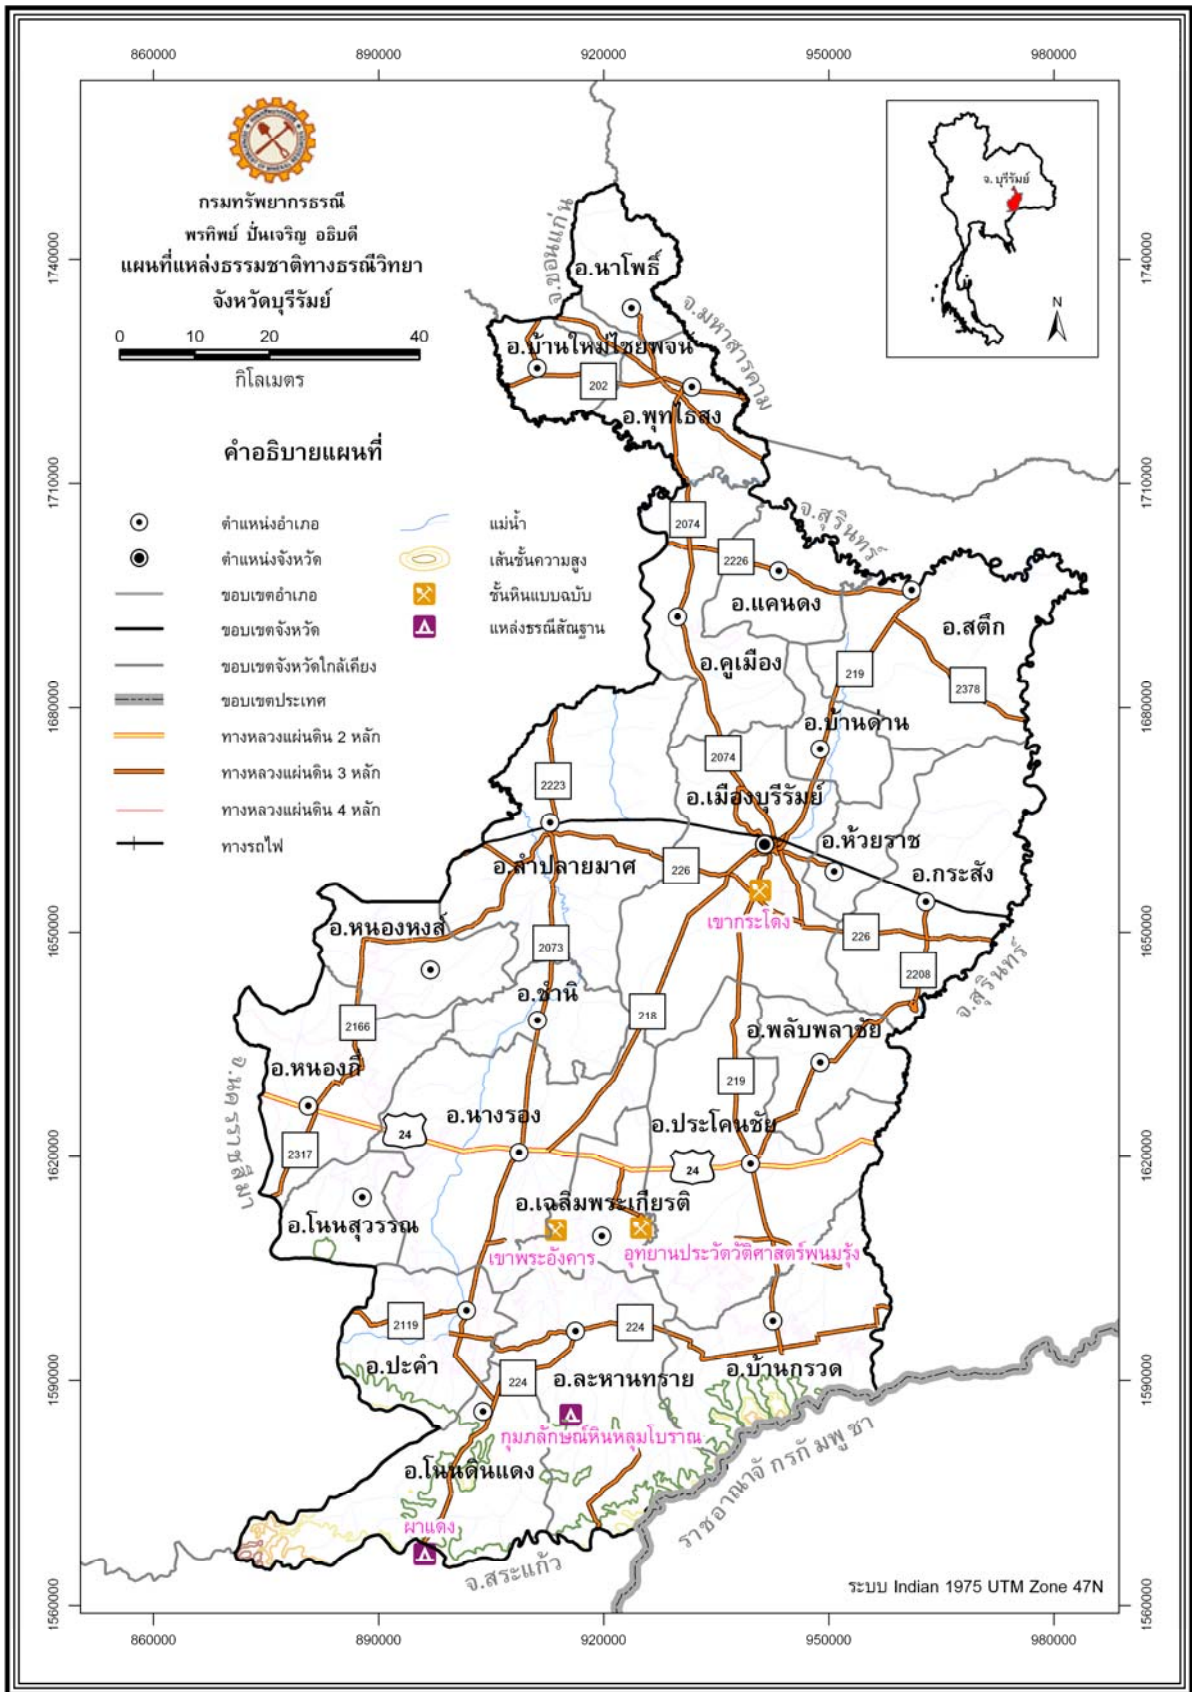 860000 890000 920000 950000 980000
กรมทรัพยากรธรณี
พรทิพย์ ปั่นเจริญ อธิบดี
แผนที่แหล่งธรรมชาติทางธรณีวิทยา
จังหวัดบุรีรัมย์
0 10 20 40
กิโลเมตร
จ. บุรีรัมย์
N
คำอธิบายแผนที่
ตำแหน่งอำเภอ
ตำแหน่งจังหวัด
ขอบเขตอำเภอ
ขอบเขตจังหวัด
ขอบเขตจังหวัดใกล้เคียง
ขอบเขตประเทศ
ทางหลวงแผ่นดิน 2 หลัก
ทางหลวงแผ่นดิน 3 หลัก
ทางหลวงแผ่นดิน 4 หลัก
ทางรถไฟ
แม่น้ำ
เส้นชั้นความสูง
ชั้นหินแบบฉบับ
แหล่งธรณีสัณฐาน
1740000
1710000
1680000
1650000
1620000
1590000
1560000
1740000
1710000
1680000
1650000
1620000
1590000
1560000
จ.ขอนแก่น
อ.นาโพธิ์
จ.มหาสารคาม
อ.บ้านใหม่ไชยพจน์
202
อ.พุทไธสง
2074
จ.สุรินทร์
2226
อ.แคนดง
อ.สตึก
อ.คูเมือง
219
2378
อ.บ้านด่าน
2074
2223
อ.เมืองบุรีรัมย์
อ.ห้วยราช
อ.ลำปลายมาศ
226
อ.กระสัง
เขากระโดง
อ.หนองหงส์
226
2073
2208
จ.สุรินทร์
อ.ชำนิ
218
2166
อ.พลับพลาชัย
จ.นครราชสีมา
อ.หนองกี่
219
อ.นางรอง
อ.ประโคนชัย
24
2317
24
อ.เฉลิมพระเกียรติ
อ.โนนสุวรรณ
เขาพระอังคาร
อุทยานประวัตวัติศาสตร์พนมรุ้ง
2119
224
อ.ปะคำ
224
อ.ละหานทราย
อ.บ้านกรวด
กุมภลักษณ์หินหลุมโบราณ
ราชอาณาจักรกัมพูชา
อ.โนนดินแดง
ผาแดง
จ.สระแก้ว
ระบบ Indian 1975 UTM Zone 47N
860000 890000 920000 950000 980000